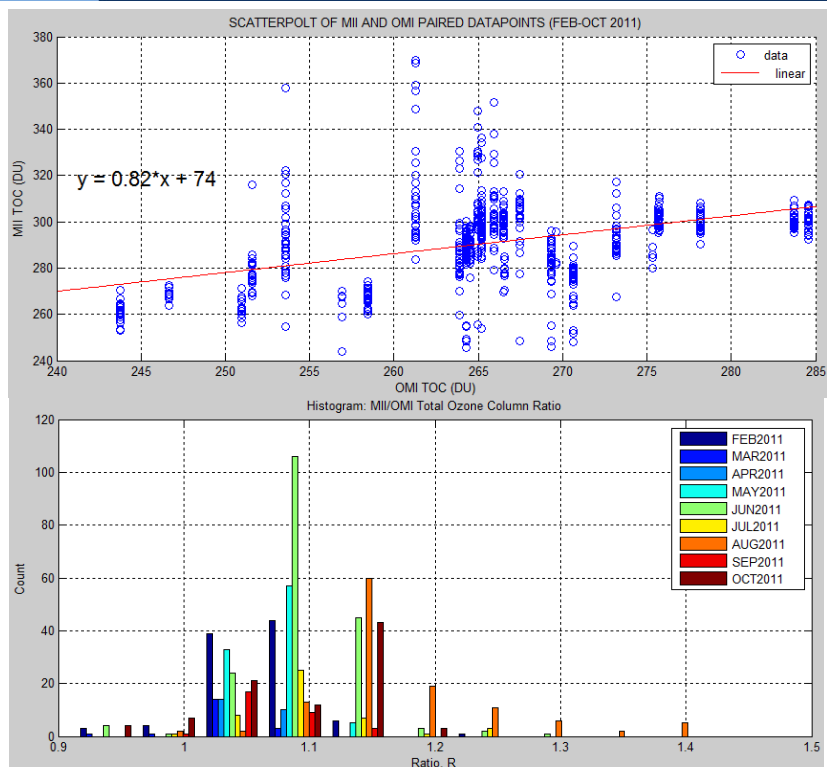 SCATTERPOLT OF MII AND OMI PAIRED DATAPOINTS (FEB-OCT 2011)
380
360
340
320
300
280
260
240
MII TOC (DU)
data
linear
y = 0.82*x + 74
240 245 250 255 260 265 270 275 280 285
OMI TOC (DU)
Histogram: MII/OMI Total Ozone Column Ratio
120
100
80
60
40
20
0
Count
FEB2011
MAR2011
APR2011
MAY2011
JUN2011
JUL2011
AUG2011
SEP2011
OCT2011
0.9 1 1.1 1.2 1.3 1.4 1.5
Ratio, R